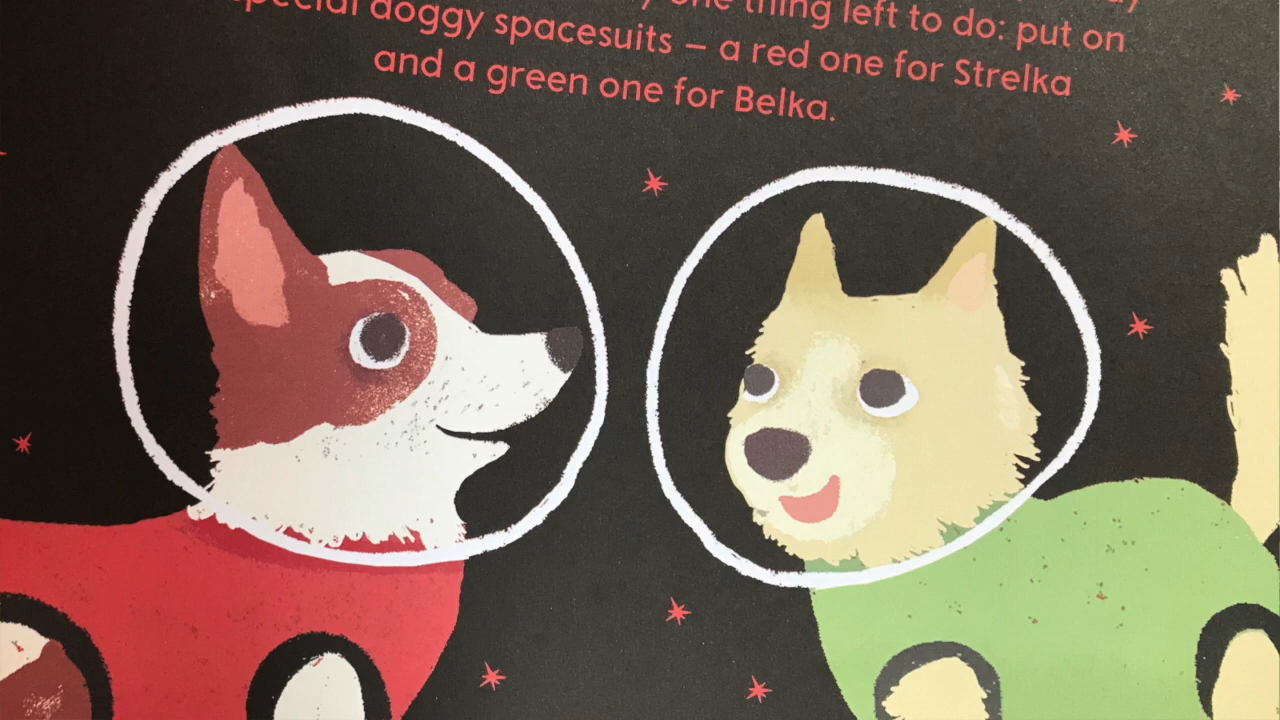 one thing left to do: put on
special doggy spacesuits – a red one for Strelka
and a green one for Belka.